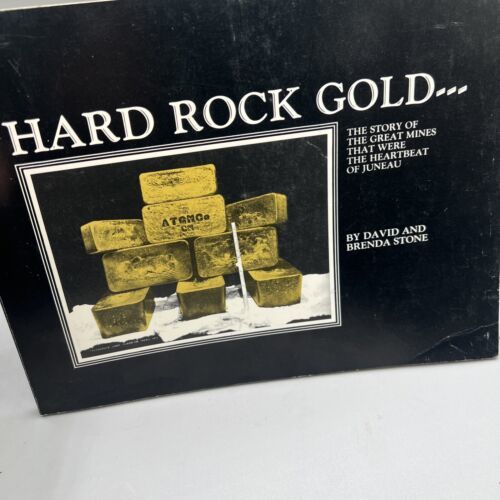 HARD ROCK GOLD---
THE STORY OF
THE GREAT MINES
THAT WERE
THE HEARTBEAT
OF JUNEAU
ATGMCo
BY DAVID AND
BRENDA STONE